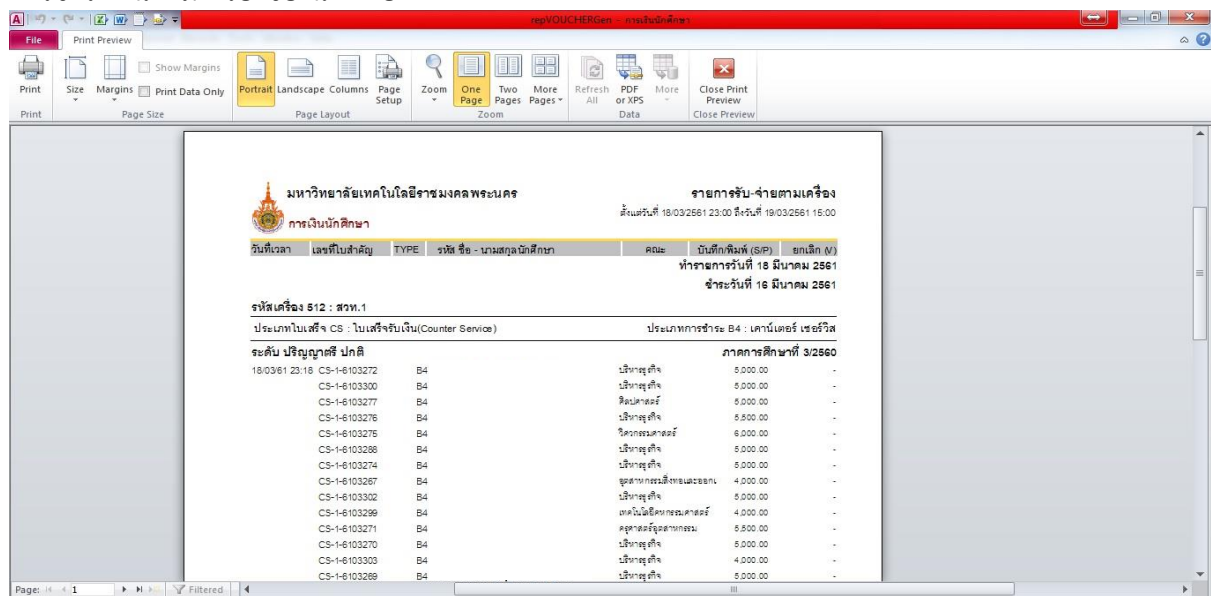 repVOUCHERGen - การเงินนักศึกษา
File Print Preview
Show Margins
Print Data Only
Print Size Margins Portrait Landscape Columns Page Setup Zoom One Page Two Pages More Pages Refresh All PDF or XPS More Close Print Preview
Print Page Size Page Layout Zoom Data Close Preview
มหาวิทยาลัยเทคโนโลยีราชมงคลพระนคร รายการรับ-จ่ายตามเครื่อง
การเงินนักศึกษา ตั้งแต่วันที่ 18/03/2561 23:00 ถึงวันที่ 19/03/2561 15:00
วันที่เวลา เลขที่ใบสำคัญ TYPE รหัส ชื่อ - นามสกุลนักศึกษา คณะ บันทึก/พิมพ์ (S/P) ยกเลิก (V)
ทำรายการวันที่ 18 มีนาคม 2561
ชำระวันที่ 16 มีนาคม 2561
รหัสเครื่อง 512 : สวท.1
ประเภทใบเสร็จ CS : ใบเสร็จรับเงิน(Counter Service) ประเภทการชำระ B4 : เคาน์เตอร์ เซอร์วิส
ระดับ ปริญญาตรี ปกติ ภาคการศึกษาที่ 3/2560
18/03/61 23:18 CS-1-6103272 B4 บริหารธุรกิจ 5,000.00 -
CS-1-6103300 B4 บริหารธุรกิจ 5,000.00 -
CS-1-6103277 B4 ศิลปศาสตร์ 5,000.00 -
CS-1-6103276 B4 บริหารธุรกิจ 5,500.00 -
CS-1-6103275 B4 วิศวกรรมศาสตร์ 6,000.00 -
CS-1-6103286 B4 บริหารธุรกิจ 5,000.00 -
CS-1-6103274 B4 บริหารธุรกิจ 5,000.00 -
CS-1-6103267 B4 อุตสาหกรรมสิ่งทอและออกแ 4,000.00 -
CS-1-6103302 B4 บริหารธุรกิจ 5,000.00 -
CS-1-6103299 B4 เทคโนโลยีคหกรรมศาสตร์ 4,000.00 -
CS-1-6103271 B4 ครุศาสตร์อุตสาหกรรม 5,500.00 -
CS-1-6103270 B4 บริหารธุรกิจ 5,000.00 -
CS-1-6103303 B4 บริหารธุรกิจ 4,000.00 -
CS-1-6103269 B4 บริหารธุรกิจ 5,000.00 -
Page: 1 Filtered